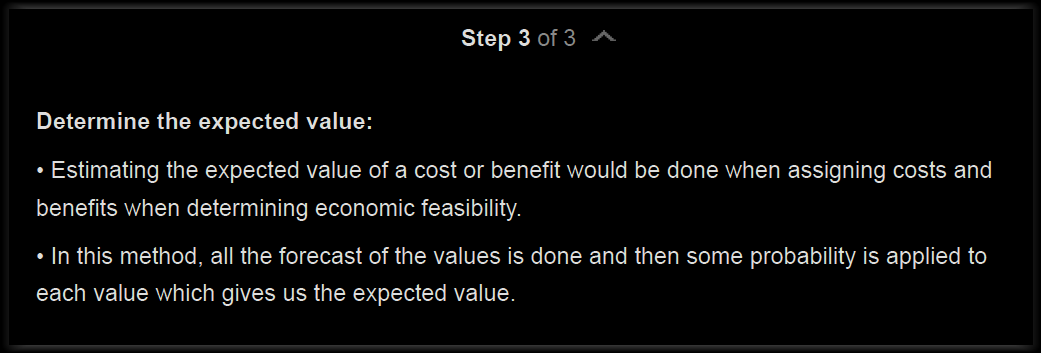 Step 3 of 3
Determine the expected value:
• Estimating the expected value of a cost or benefit would be done when assigning costs and
benefits when determining economic feasibility.
• In this method, all the forecast of the values is done and then some probability is applied to
each value which gives us the expected value.